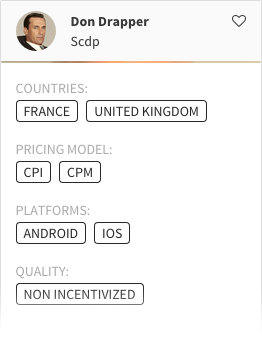 Don Drapper
Scdp
COUNTRIES:
FRANCE UNITED KINGDOM
PRICING MODEL:
CPI CPM
PLATFORMS:
ANDROID IOS
QUALITY:
NON INCENTIVIZED